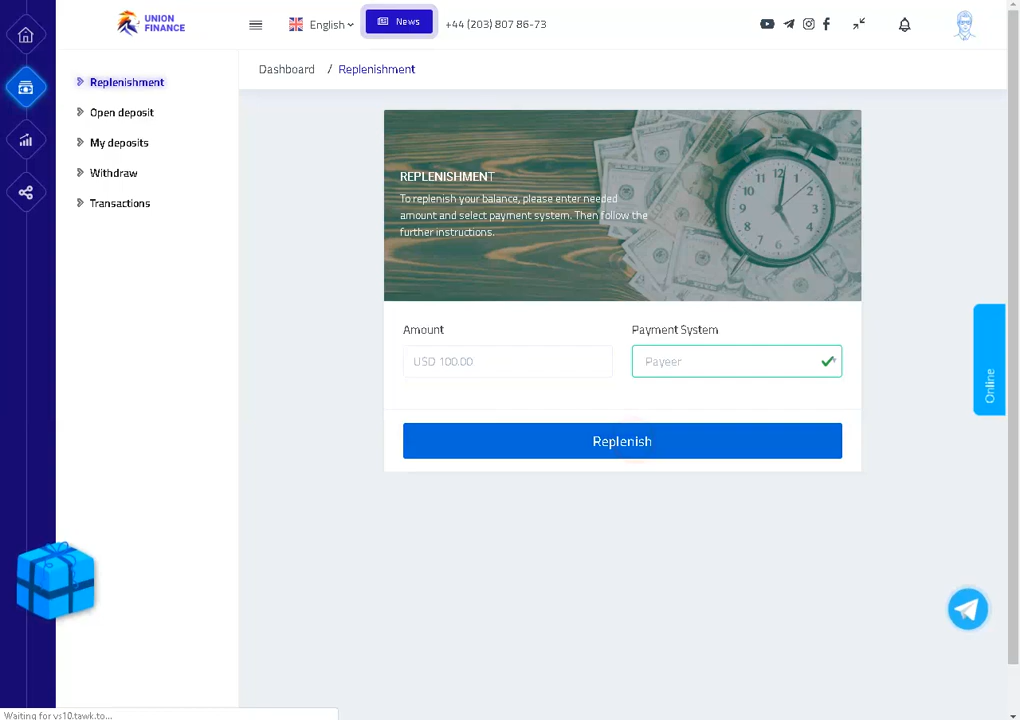 UNION
FINANCE
English
News
+44 (203) 807 86-73
Dashboard / Replenishment
Replenishment
Open deposit
My deposits
Withdraw
Transactions
REPLENISHMENT
To replenish your balance, please enter needed
amount and select payment system. Then follow the
further instructions.
Amount
Payment System
USD 100.00
Payeer
Replenish
Online
Waiting for vs10.tawk.to...